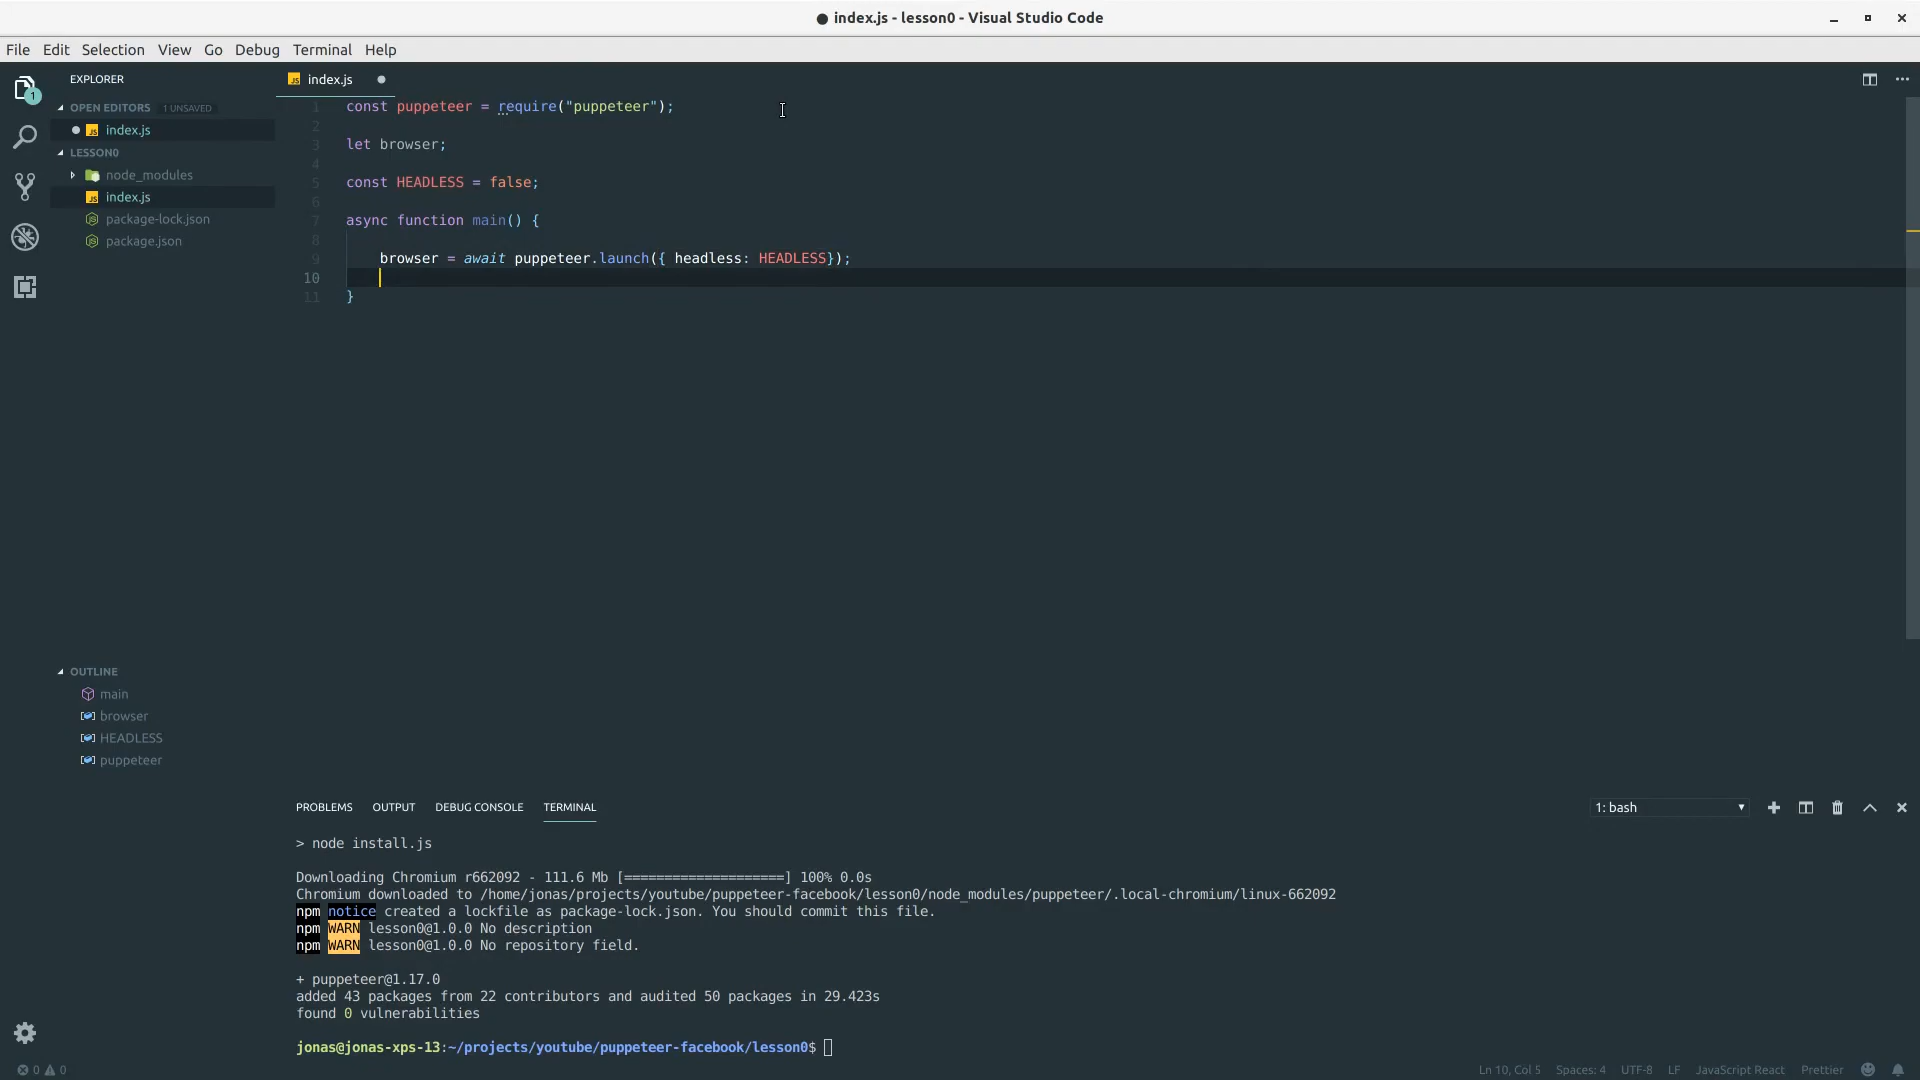 index.js - lesson0 - Visual Studio Code
File Edit Selection View Go Debug Terminal Help
EXPLORER
OPEN EDITORS 1 UNSAVED
index.js
LESSON0
node_modules
index.js
package-lock.json
package.json
index.js
1 const puppeteer = require("puppeteer");
2
3 let browser;
4
5 const HEADLESS = false;
6
7 async function main() {
8
9 browser = await puppeteer.launch({ headless: HEADLESS});
10
11 }
OUTLINE
main
browser
HEADLESS
puppeteer
PROBLEMS OUTPUT DEBUG CONSOLE TERMINAL 1: bash
> node install.js
Downloading Chromium r662092 - 111.6 Mb [====================] 100% 0.0s
Chromium downloaded to /home/jonas/projects/youtube/puppeteer-facebook/lesson0/node_modules/puppeteer/.local-chromium/linux-662092
npm notice created a lockfile as package-lock.json. You should commit this file.
npm WARN lesson0@1.0.0 No description
npm WARN lesson0@1.0.0 No repository field.
+ puppeteer@1.17.0
added 43 packages from 22 contributors and audited 50 packages in 29.423s
found 0 vulnerabilities
jonas@jonas-xps-13:~/projects/youtube/puppeteer-facebook/lesson0$
0 0 Ln 10, Col 5 Spaces: 4 UTF-8 LF JavaScript React Prettier
1